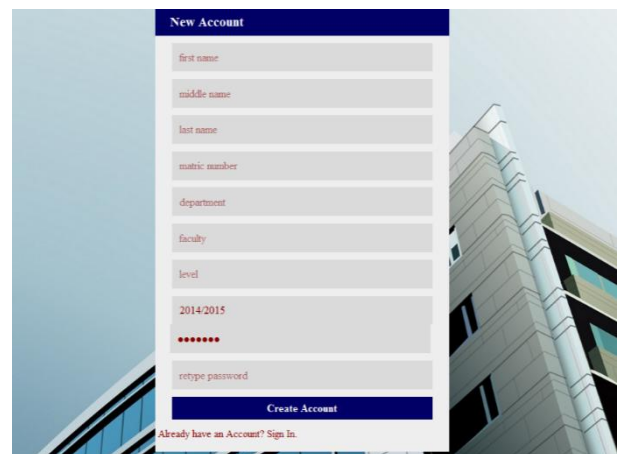 New Account
first name
middle name
last name
matric number
department
faculty
level
2014/2015
●●●●●●●
retype password
Create Account
Already have an Account? Sign In.